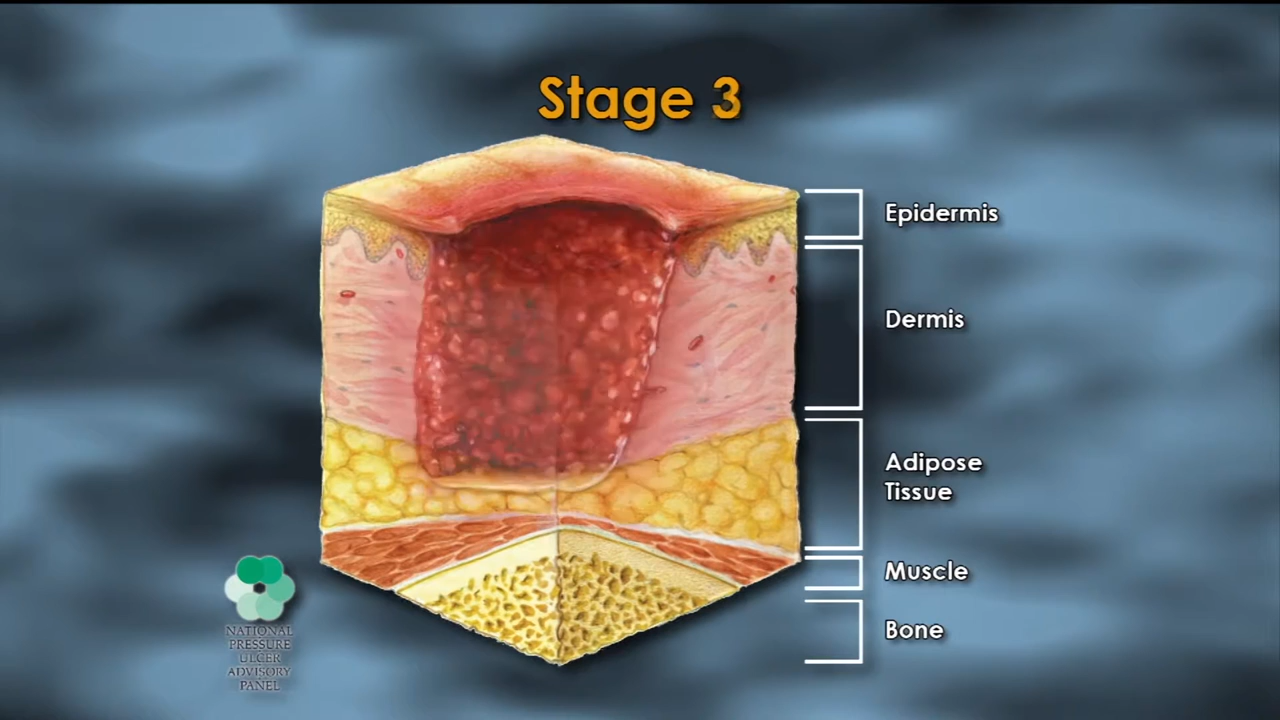 Stage 3
Epidermis
Dermis
Adipose
Tissue
Muscle
Bone
NATIONAL
PRESSURE
ULCER
ADVISORY
PANEL